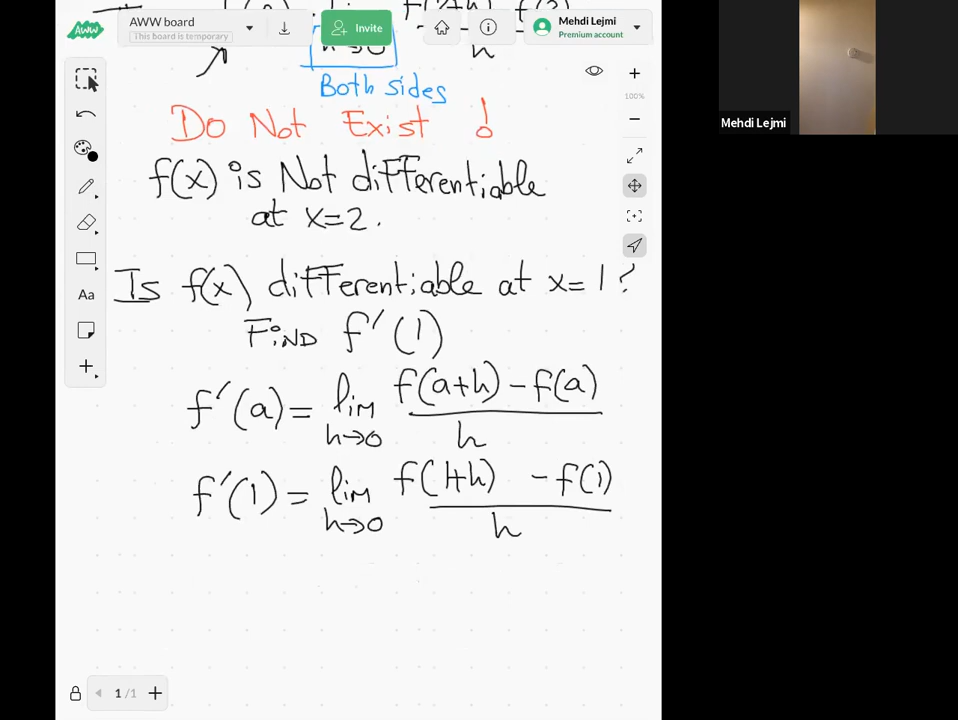 AWW
AWW board
This board is temporary
Invite
Mehdi Lejmi
Premium account
h
Both sides
100%
Do Not Exist !
Mehdi Lejmi
f(x) is Not differentiable
at x=2.
Is f(x) differentiable at x=1?
Aa
FIND f'(1)
f'(a) = lim h→0 f(a+h) - f(a) / h
f'(1) = lim h→0 f(1+h) - f(1) / h
1 / 1